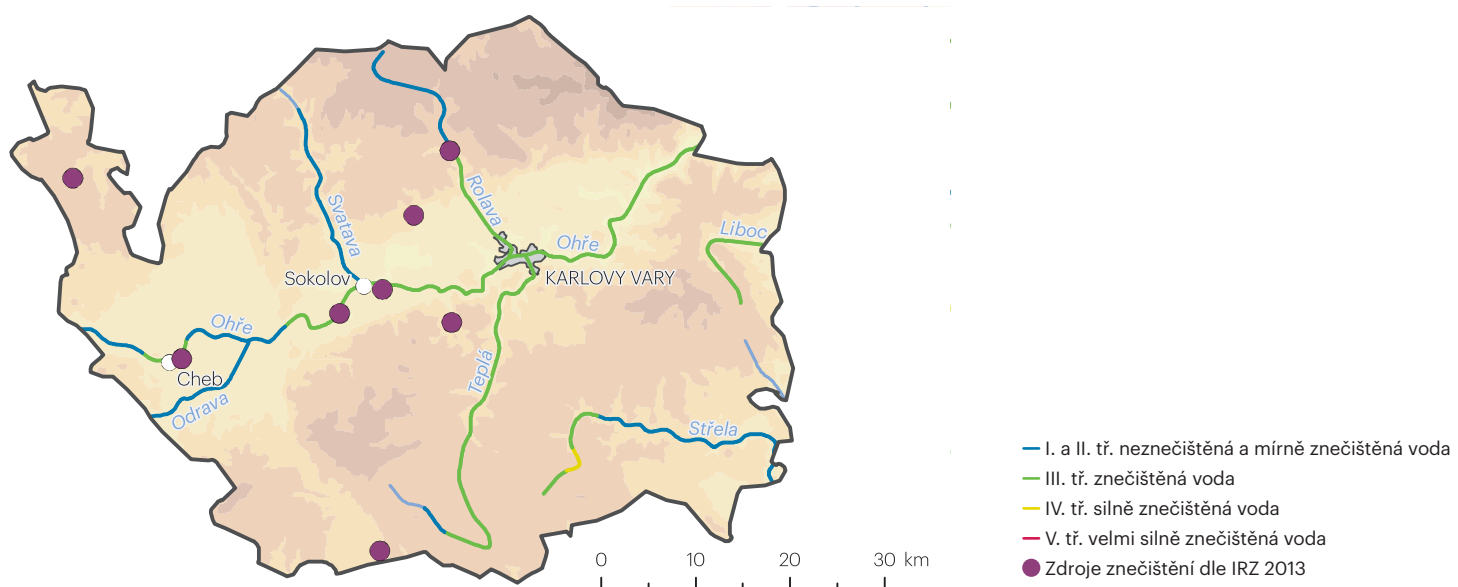 Svatava
Rolava
Ohře
Liboc
Sokolov
KARLOVY VARY
Ohře
Teplá
Cheb
Odrava
Střela
0 10 20 30 km
I. a II. tř. neznečištěná a mírně znečištěná voda
III. tř. znečištěná voda
IV. tř. silně znečištěná voda
V. tř. velmi silně znečištěná voda
Zdroje znečištění dle IRZ 2013